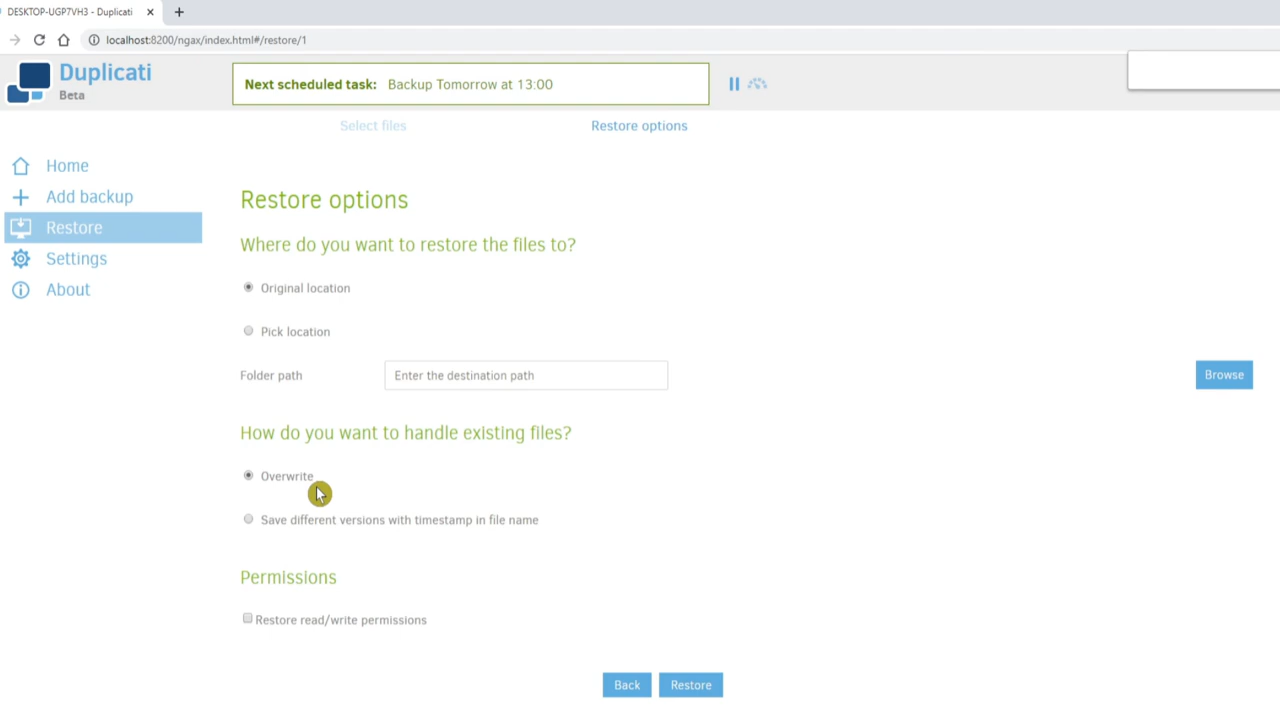 DESKTOP-UGP7VH3 - Duplicati
localhost:8200/ngax/index.html#/restore/1
Duplicati
Beta
Next scheduled task: Backup Tomorrow at 13:00
Select files
Restore options
Home
Add backup
Restore
Settings
About
Restore options
Where do you want to restore the files to?
Original location
Pick location
Folder path
Enter the destination path
Browse
How do you want to handle existing files?
Overwrite
Save different versions with timestamp in file name
Permissions
Restore read/write permissions
Back
Restore